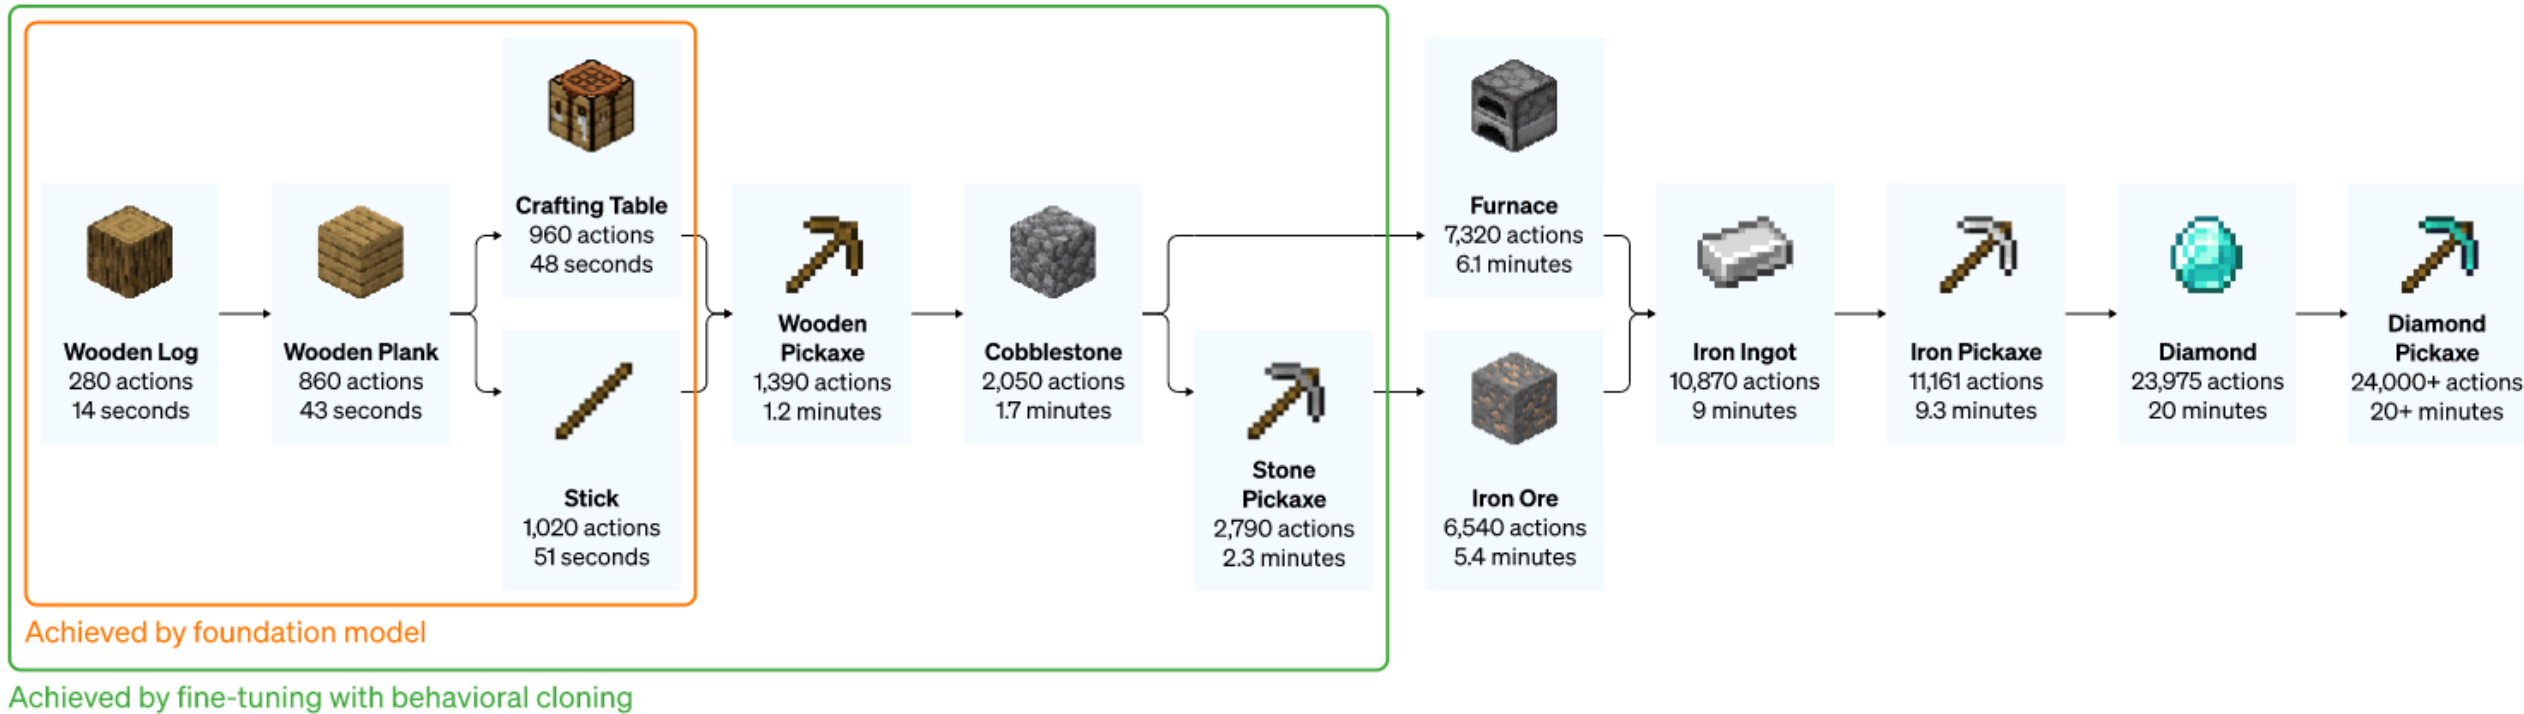 Wooden Log
280 actions
14 seconds
Wooden Plank
860 actions
43 seconds
Crafting Table
960 actions
48 seconds
Stick
1,020 actions
51 seconds
Wooden
Pickaxe
1,390 actions
1.2 minutes
Cobblestone
2,050 actions
1.7 minutes
Stone
Pickaxe
2,790 actions
2.3 minutes
Furnace
7,320 actions
6.1 minutes
Iron Ore
6,540 actions
5.4 minutes
Iron Ingot
10,870 actions
9 minutes
Iron Pickaxe
11,161 actions
9.3 minutes
Diamond
23,975 actions
20 minutes
Diamond
Pickaxe
24,000+ actions
20+ minutes
Achieved by foundation model
Achieved by fine-tuning with behavioral cloning